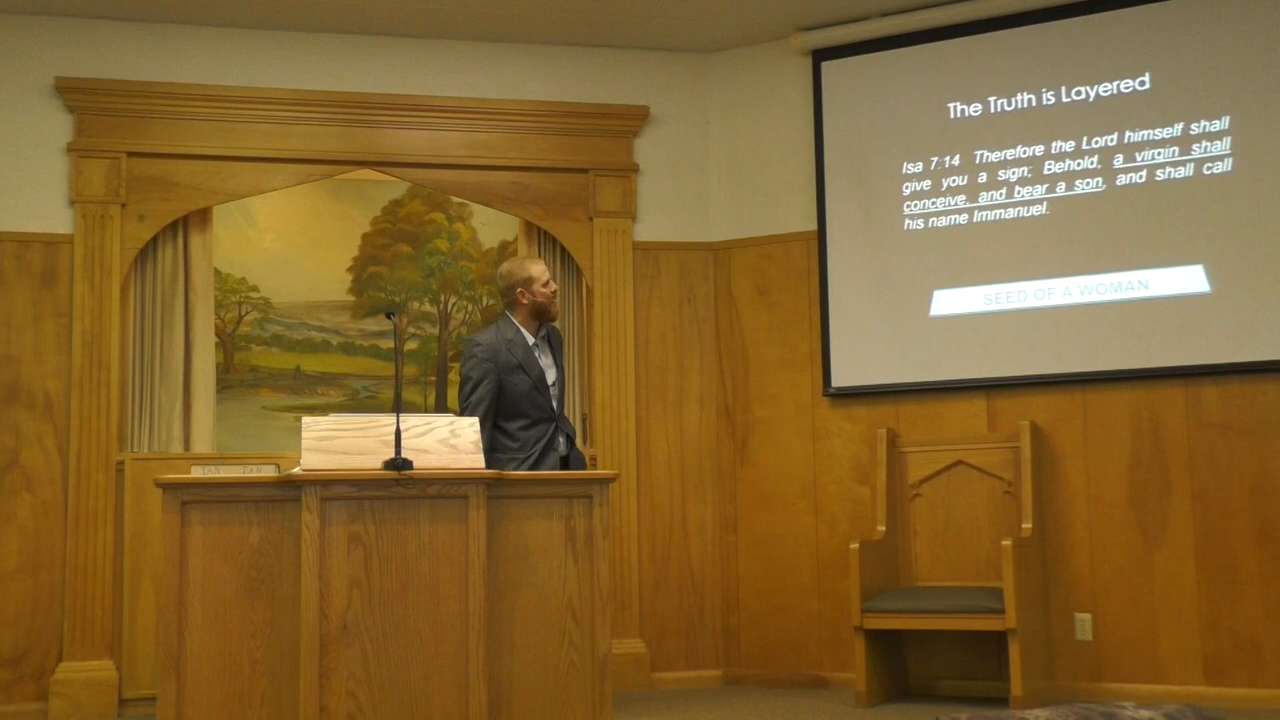 The Truth is Layered
Isa 7:14 Therefore the Lord himself shall
give you a sign; Behold, a virgin shall
conceive, and bear a son, and shall call
his name Immanuel.
SEED OF A WOMAN